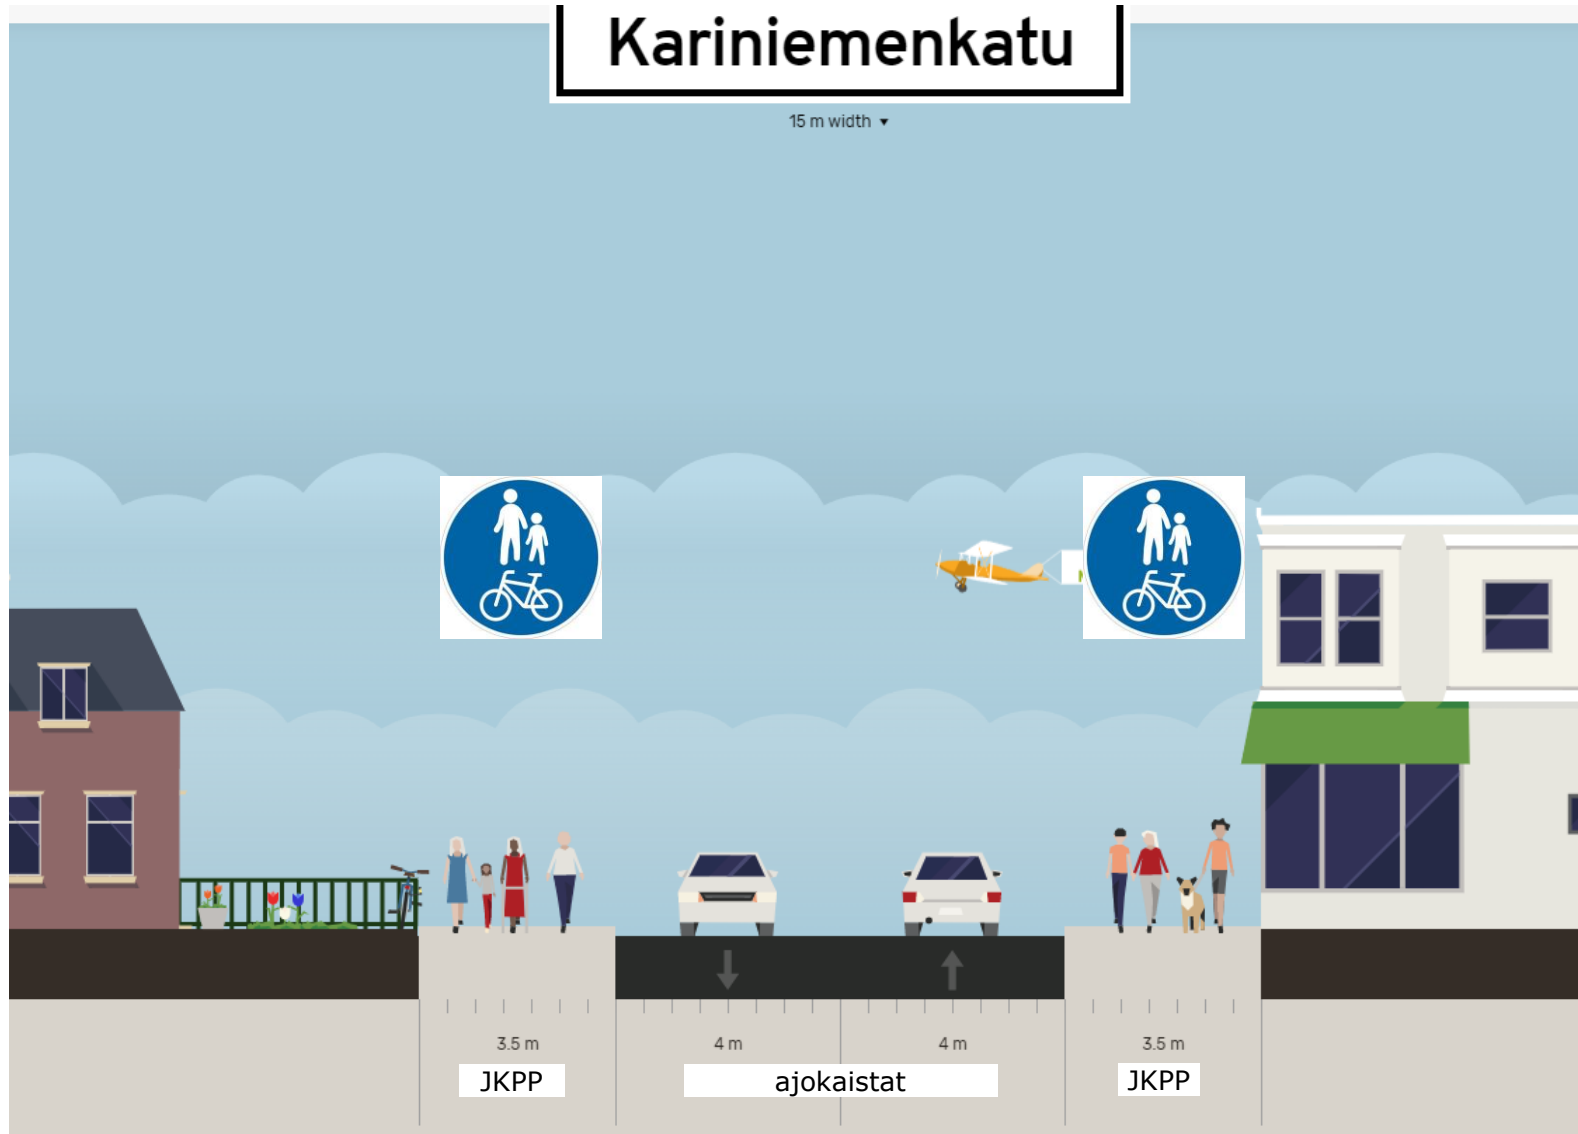 Kariniemenkatu
15 m width ▾
3.5 m
4 m
4 m
3.5 m
JKPP
ajokaistat
JKPP